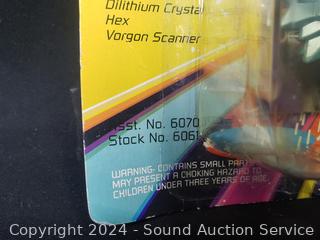 Dilithium Crystal
Hex
Vorgon Scanner
Asst. No. 6070
Stock No. 6061
WARNING: CONTAINS SMALL PARTS
MAY PRESENT A CHOKING HAZARD TO
CHILDREN UNDER THREE YEARS OF AGE.
Copyright 2024 - Sound Auction Service